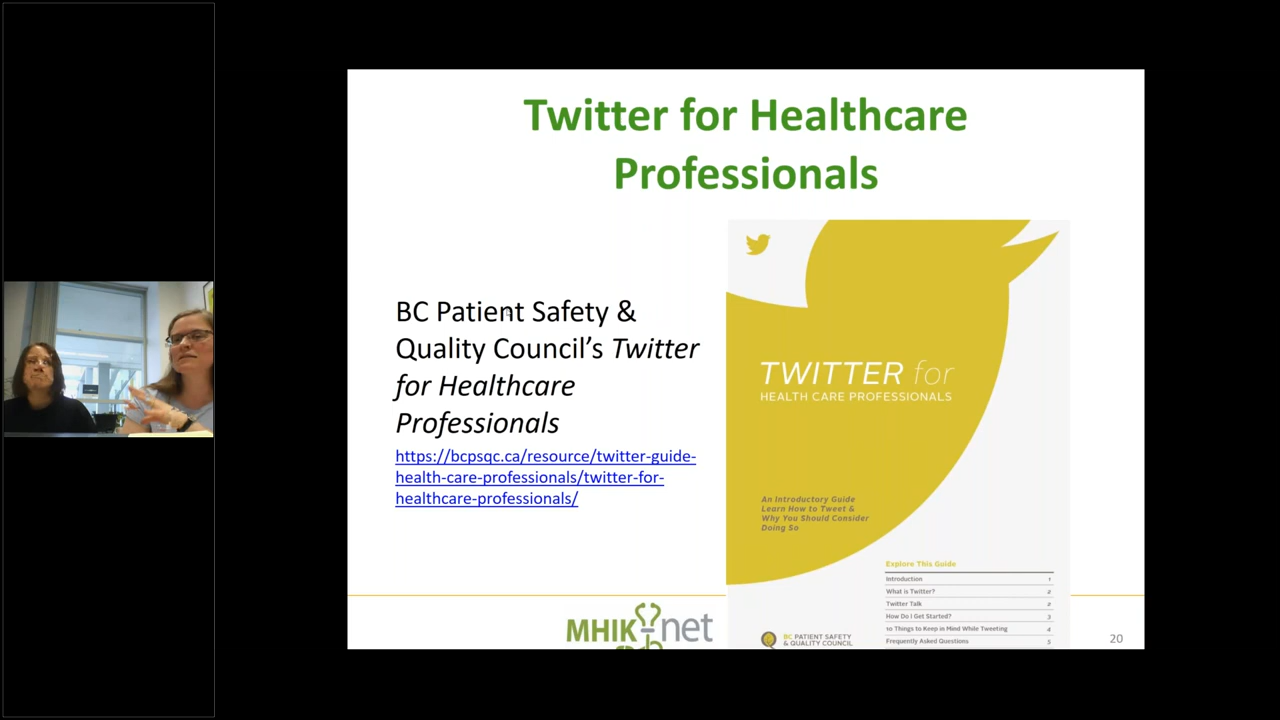 Twitter for Healthcare
Professionals
BC Patient Safety &
Quality Council’s Twitter
for Healthcare
Professionals
https://bcpsqc.ca/resource/twitter-guide-
health-care-professionals/twitter-for-
healthcare-professionals/
TWITTER for
HEALTH CARE PROFESSIONALS
An Introductory Guide
Learn How to Tweet &
Why You Should Consider
Doing So
Explore This Guide
Introduction 1
What is Twitter? 2
Twitter Talk 2
How Do I Get Started? 3
10 Things to Keep in Mind While Tweeting 4
Frequently Asked Questions 5
BC PATIENT SAFETY
& QUALITY COUNCIL
MHIKnet
20